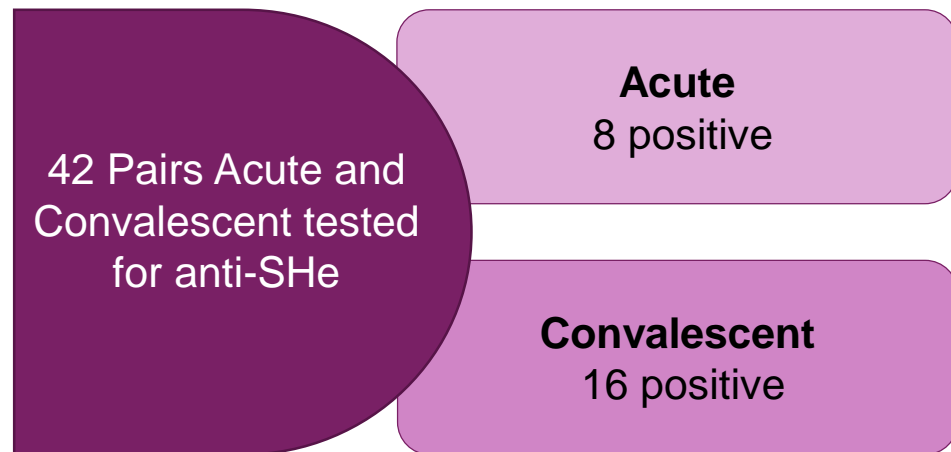 42 Pairs Acute and
Convalescent tested
for anti-SHe
Acute
8 positive
Convalescent
16 positive